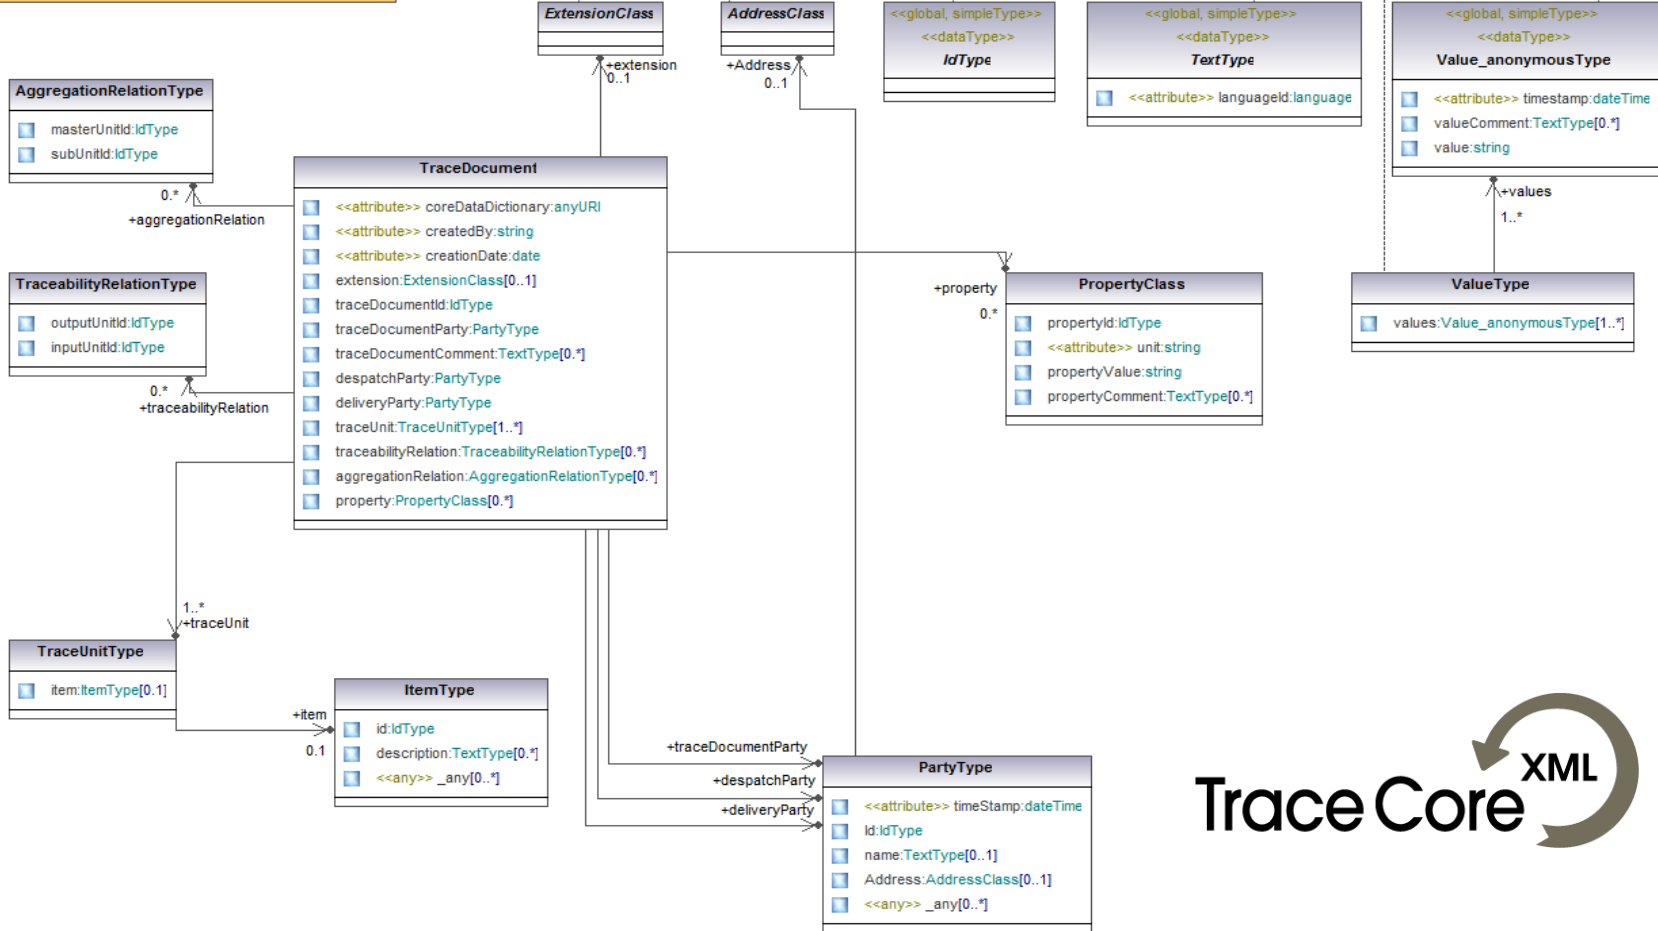 ExtensionClass
+extension
0..1
AddressClass
+Address
0..1
<<global, simpleType>>
<<dataType>>
IdType
<<global, simpleType>>
<<dataType>>
TextType
<<attribute>> languageId:language
<<global, simpleType>>
<<dataType>>
Value_anonymousType
<<attribute>> timestamp:dateTime
valueComment:TextType[0..*]
value:string
+values
1..*
AggregationRelationType
masterUnitId:IdType
subUnitId:IdType
0..*
+aggregationRelation
TraceDocument
<<attribute>> coreDataDictionary:anyURI
<<attribute>> createdBy:string
<<attribute>> creationDate:date
extension:ExtensionClass[0..1]
traceDocumentId:IdType
traceDocumentParty:PartyType
traceDocumentComment:TextType[0..*]
despatchParty:PartyType
deliveryParty:PartyType
traceUnit:TraceUnitType[1..*]
traceabilityRelation:TraceabilityRelationType[0..*]
aggregationRelation:AggregationRelationType[0..*]
property:PropertyClass[0..*]
TraceabilityRelationType
outputUnitId:IdType
inputUnitId:IdType
0..*
+traceabilityRelation
+property
0..*
PropertyClass
propertyId:IdType
<<attribute>> unit:string
propertyValue:string
propertyComment:TextType[0..*]
ValueType
values:Value_anonymousType[1..*]
1..*
+traceUnit
TraceUnitType
item:ItemType[0..1]
+item
0..1
ItemType
id:IdType
description:TextType[0..*]
<<any>> _any[0..*]
+traceDocumentParty
+despatchParty
+deliveryParty
PartyType
<<attribute>> timeStamp:dateTime
Id:IdType
name:TextType[0..1]
Address:AddressClass[0..1]
<<any>> _any[0..*]
XML
Trace Core